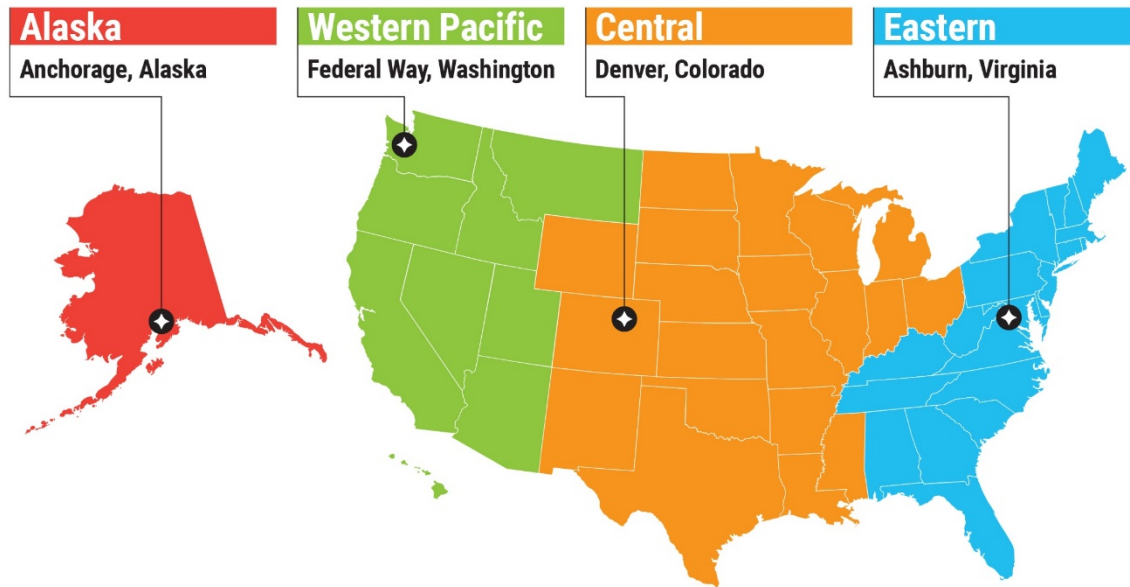 Alaska
Anchorage, Alaska
Western Pacific
Federal Way, Washington
Central
Denver, Colorado
Eastern
Ashburn, Virginia